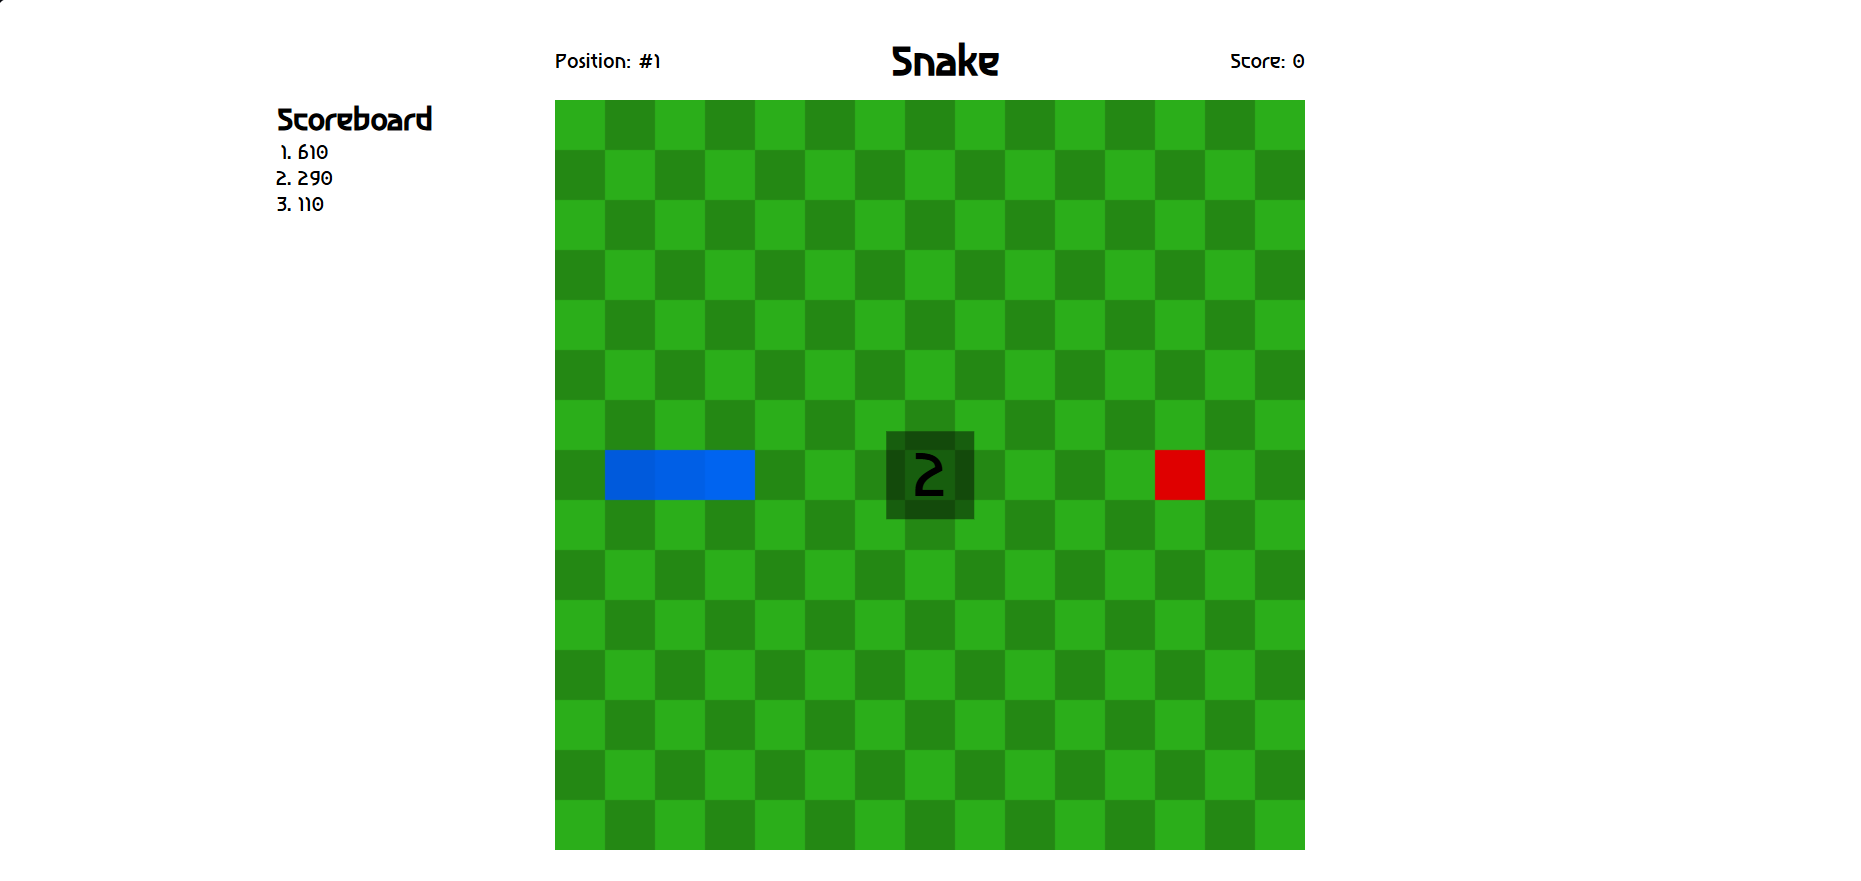 Position: #1
Snake
Score: 0
Scoreboard
1. 610
2. 290
3. 110
2